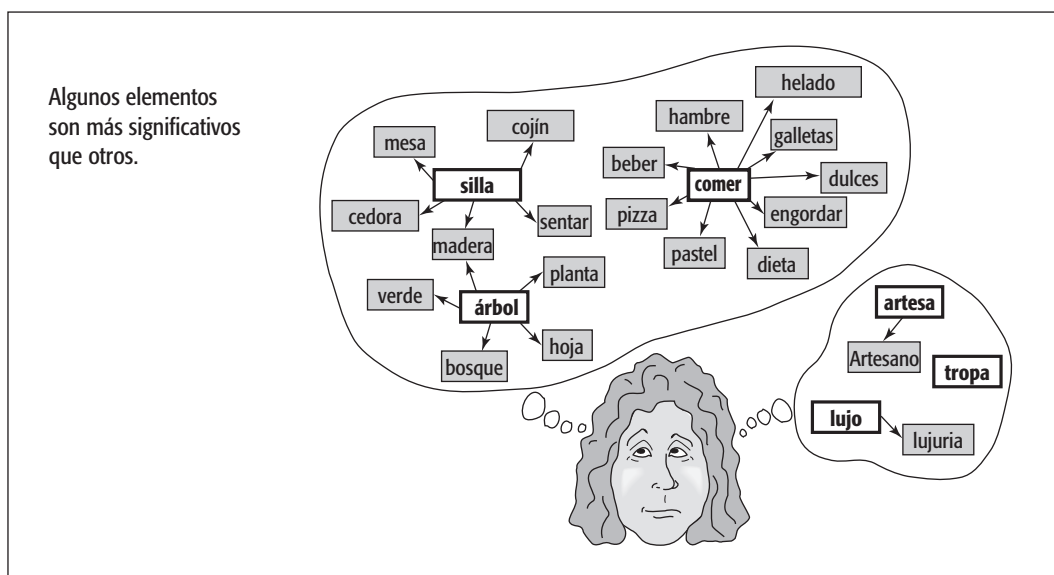 Algunos elementos
son más significativos
que otros.
helado
cojín
hambre
mesa
galletas
beber
silla
comer
dulces
cedora
pizza
sentar
engordar
madera
pastel
dieta
planta
verde
árbol
artesa
hoja
bosque
Artesano
tropa
lujo
lujuria